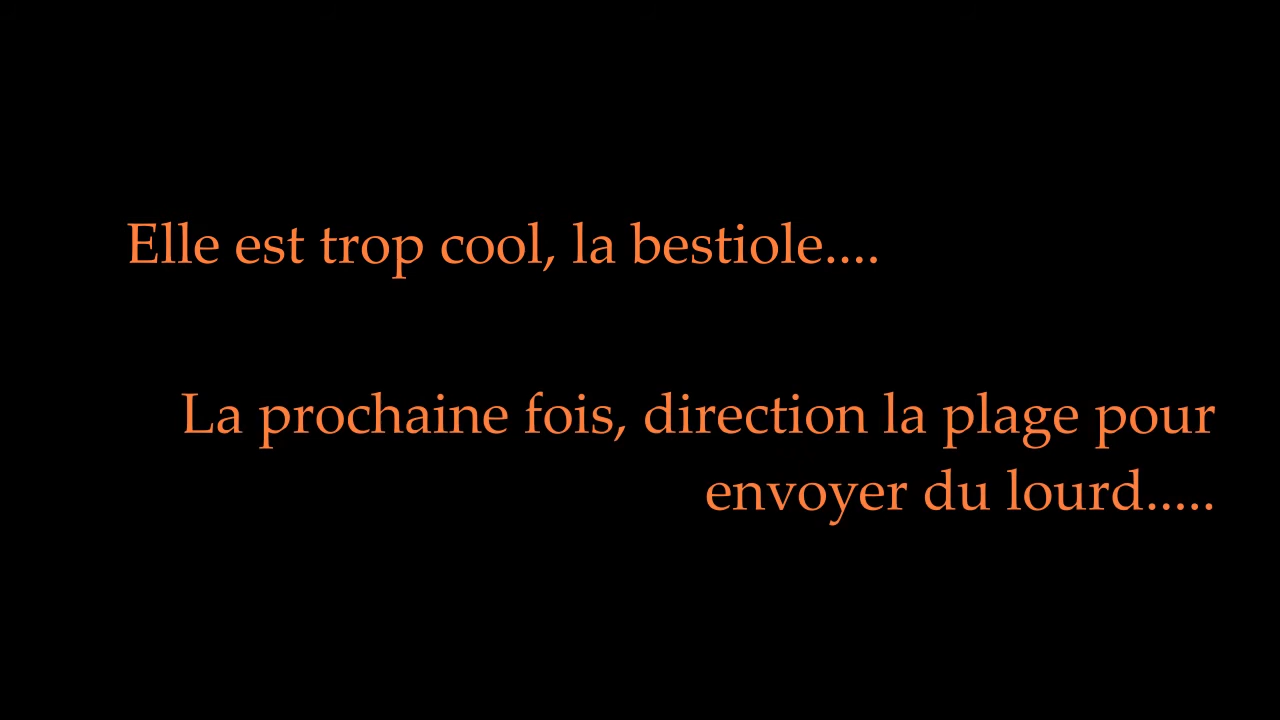 Elle est trop cool, la bestiole....
La prochaine fois, direction la plage pour
envoyer du lourd.....